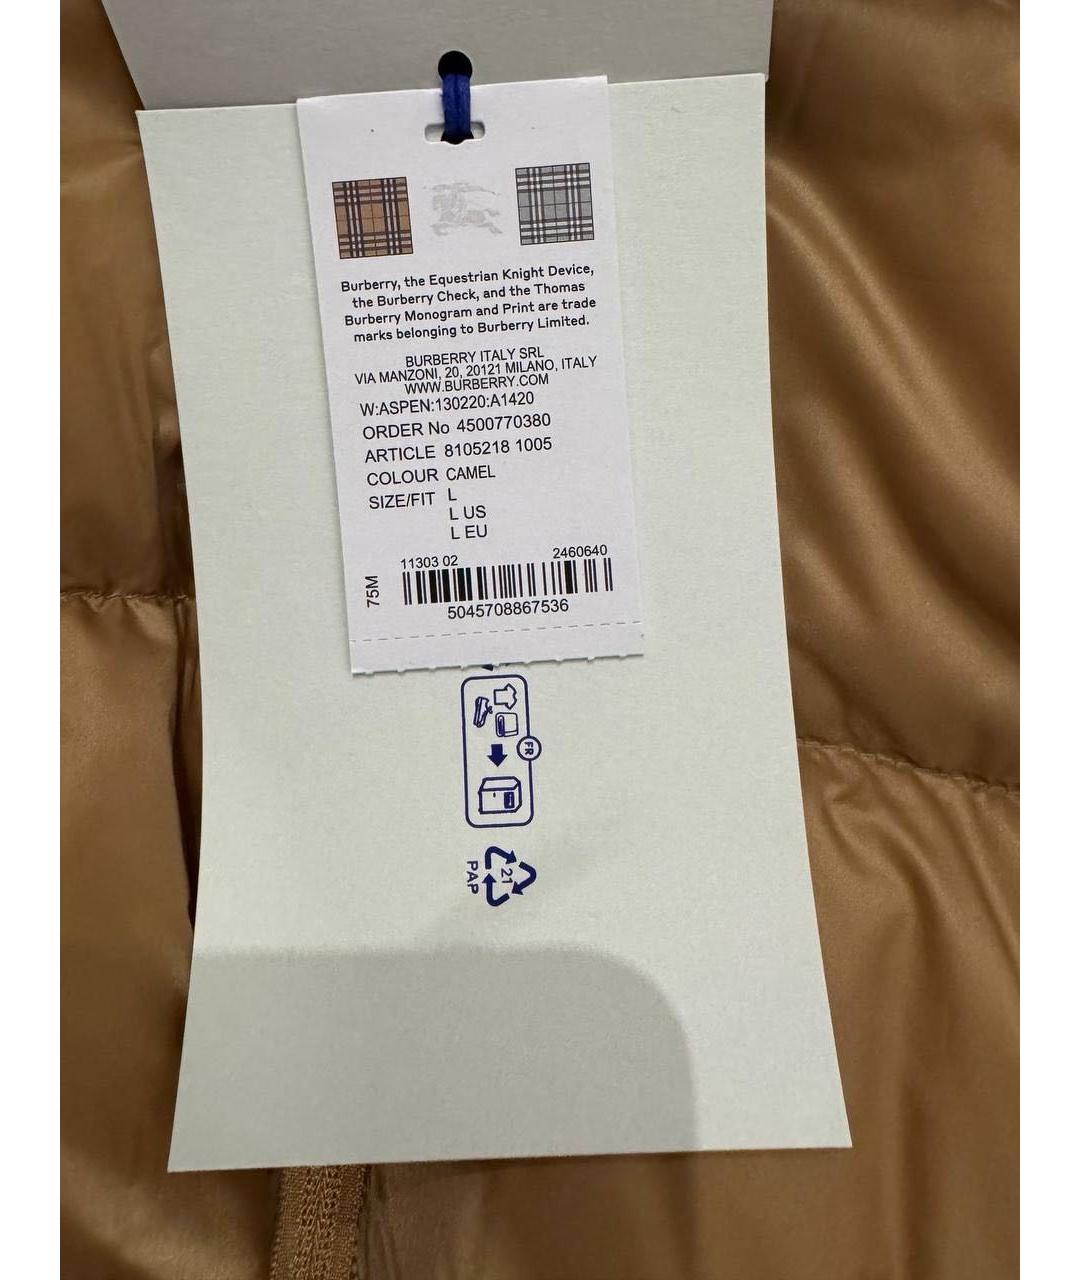 Burberry, the Equestrian Knight Device,
the Burberry Check, and the Thomas
Burberry Monogram and Print are trade
marks belonging to Burberry Limited.
BURBERRY ITALY SRL
VIA MANZONI, 20, 20121 MILANO, ITALY
WWW.BURBERRY.COM
W:ASPEN:130220:A1420
ORDER No 4500770380
ARTICLE 8105218 1005
COLOUR CAMEL
SIZE/FIT L
L US
L EU
11303 02 2460640
75M
5045708867536
FR
21
PAP